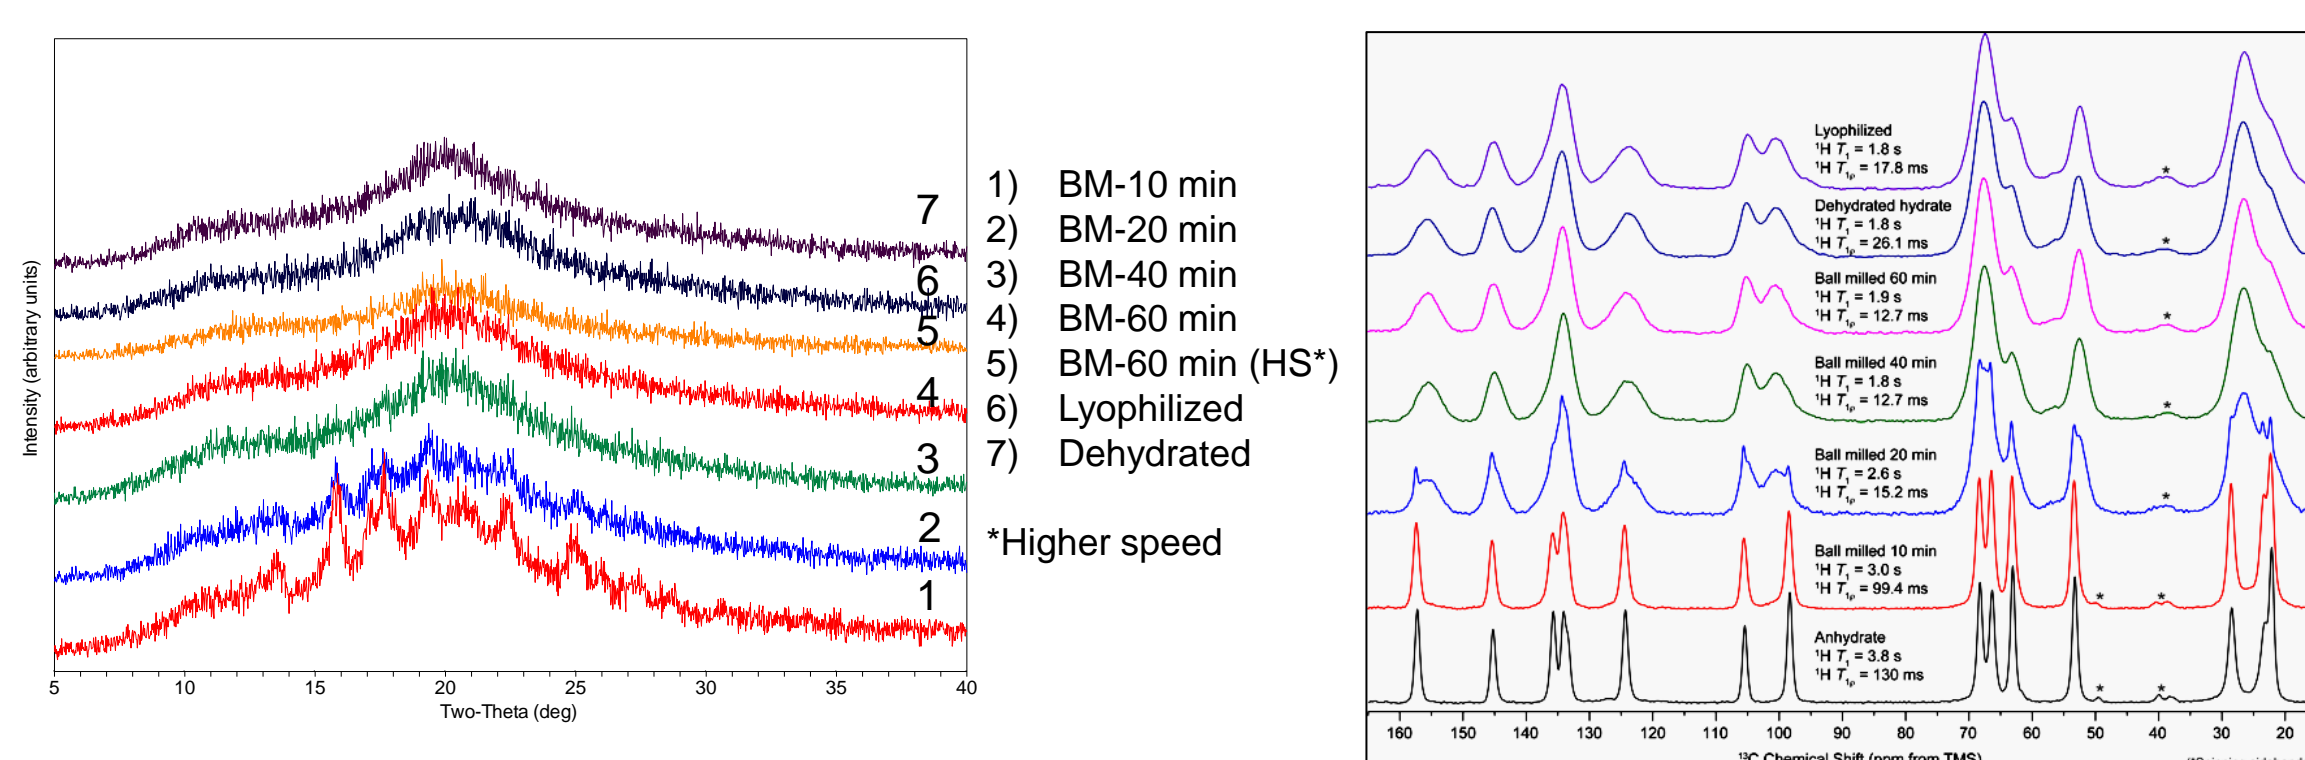 Intensity (arbitrary units)
7
6
5
4
3
2
1
5 10 15 20 25 30 35 40
Two-Theta (deg)
1) BM-10 min
2) BM-20 min
3) BM-40 min
4) BM-60 min
5) BM-60 min (HS*)
6) Lyophilized
7) Dehydrated
*Higher speed
Lyophilized
¹H T₁ = 1.8 s
¹H T₁ᵨ = 17.8 ms
*
Dehydrated hydrate
¹H T₁ = 1.8 s
¹H T₁ᵨ = 26.1 ms
*
Ball milled 60 min
¹H T₁ = 1.9 s
¹H T₁ᵨ = 12.7 ms
*
Ball milled 40 min
¹H T₁ = 1.8 s
¹H T₁ᵨ = 12.7 ms
*
Ball milled 20 min
¹H T₁ = 2.6 s
¹H T₁ᵨ = 15.2 ms
*
Ball milled 10 min
¹H T₁ = 3.0 s
¹H T₁ᵨ = 99.4 ms
* *
Anhydrate
¹H T₁ = 3.8 s
¹H T₁ᵨ = 130 ms
* *
160 150 140 130 120 110 100 90 80 70 60 50 40 30 20
¹³C Chemical Shift (ppm from TMS)